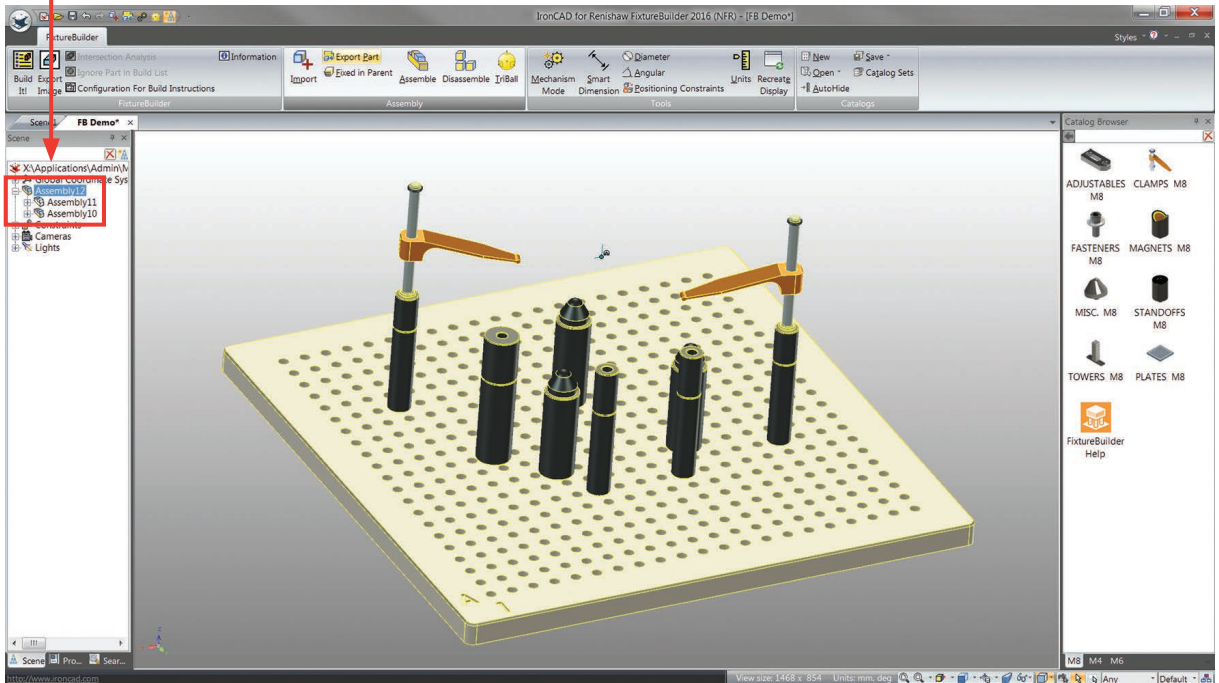 IronCAD for Renishaw FixtureBuilder 2016 (NFR) - [FB Demo*]
FixtureBuilder
Styles
Build It!
Export Image
Intersection Analysis
Ignore Part in Build List
Configuration For Build Instructions
Information
FixtureBuilder
Import
Export Part
Fixed in Parent
Assemble
Disassemble
TriBall
Assembly
Mechanism Mode
Smart Dimension
Diameter
Angular
Positioning Constraints
Units
Recreate Display
Tools
New
Open
AutoHide
Save
Catalog Sets
Catalogs
Scene1
FB Demo*
Scene
X:\Applications\Admin\M
Global Coordinate Sys
Assembly12
Assembly11
Assembly10
Constraints
Cameras
Lights
Catalog Browser
ADJUSTABLES
M8
CLAMPS M8
FASTENERS
M8
MAGNETS M8
MISC. M8
STANDOFFS
M8
TOWERS M8
PLATES M8
FixtureBuilder
Help
Scene
Pro...
Sear...
M8 M4 M6
http://www.ironcad.com
View size: 1468 x 854 Units: mm, deg
Any
Default